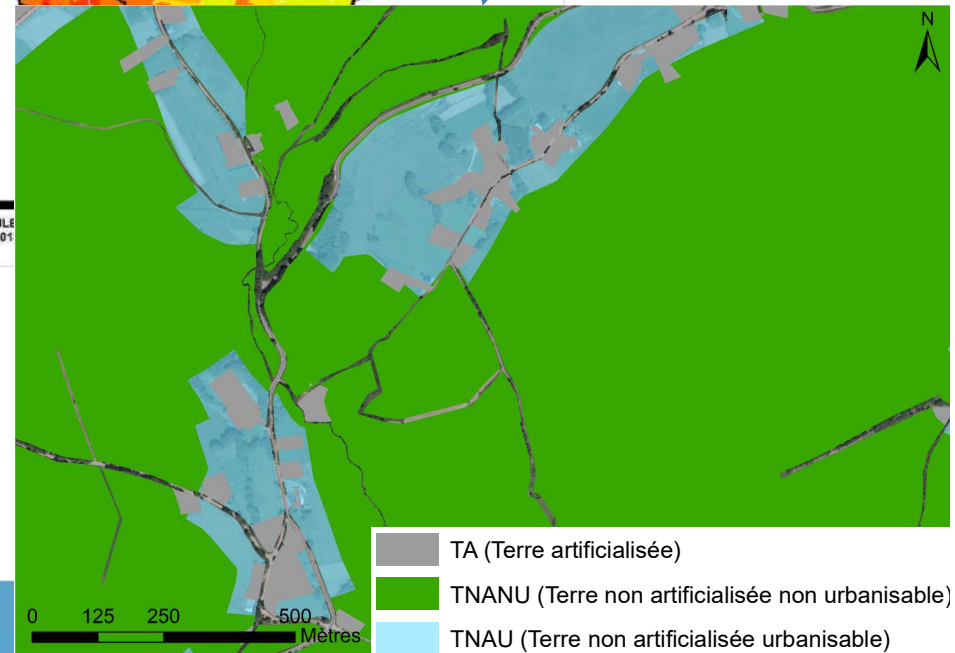 N
TA (Terre artificialisée)
TNANU (Terre non artificialisée non urbanisable)
TNAU (Terre non artificialisée urbanisable)
0 125 250 500
Mètres